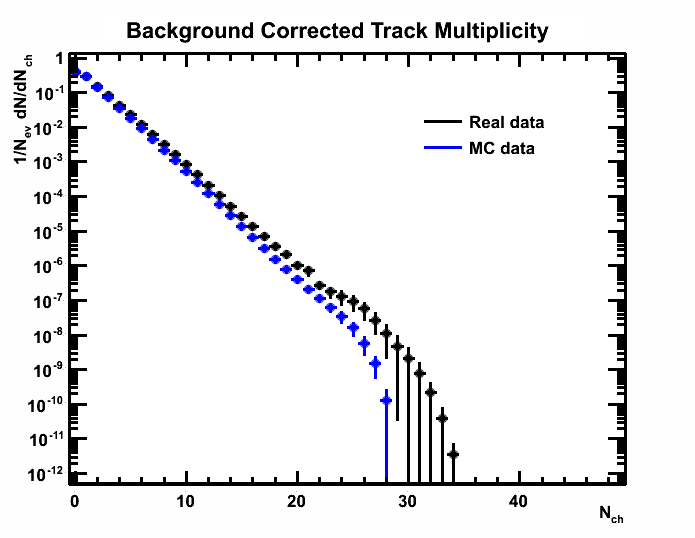 Background Corrected Track Multiplicity
1/N_ev dN/dN_ch
1
10^-1
10^-2
10^-3
10^-4
10^-5
10^-6
10^-7
10^-8
10^-9
10^-10
10^-11
10^-12
Real data
MC data
0 10 20 30 40
N_ch